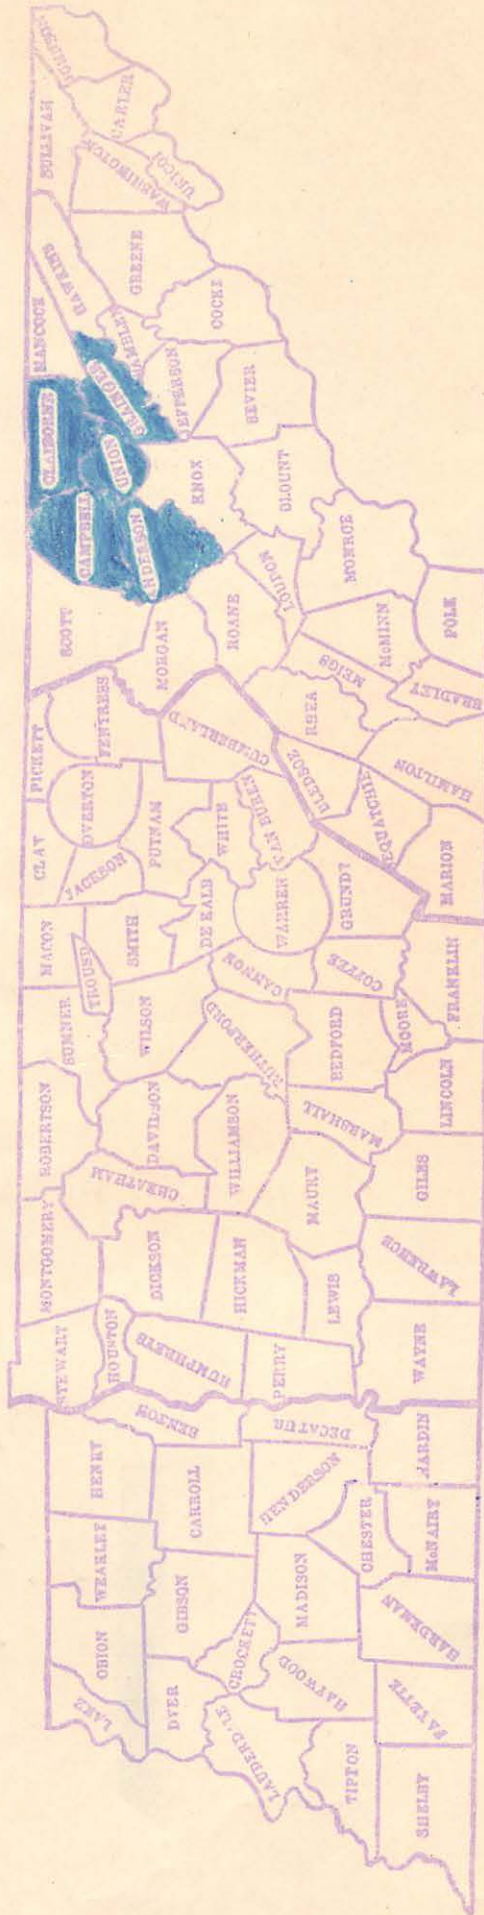 SULLIVAN
CARTER
WASHINGTON
UNICOI
HANCOCK
HAWKINS
GREENE
COCKE
CLAIBORNE
GRAINGER
HAMBLEN
JEFFERSON
SEVIER
UNION
CAMPBELL
ANDERSON
KNOX
BLOUNT
SCOTT
MORGAN
ROANE
LOUDON
MONROE
McMINN
MEIGS
POLK
BRADLEY
PICKETT
FENTRESS
CUMBERLAND
RHEA
BLEDSOE
HAMILTON
CLAY
OVERTON
PUTNAM
WHITE
VAN BUREN
SEQUATCHIE
MARION
JACKSON
DE KALB
WARREN
GRUNDY
MACON
TROUSD
SMITH
CANNON
COFFEE
FRANKLIN
SUMNER
WILSON
RUTHERFORD
BEDFORD
MOORE
LINCOLN
ROBERTSON
DAVIDSON
CHEATHAM
WILLIAMSON
MARSHALL
MAURY
GILES
MONTGOMERY
DICKSON
HICKMAN
LEWIS
LAWRENCE
STEWART
HOUSTON
HUMPHREYS
PERRY
WAYNE
BENTON
DECATUR
HARDIN
HENRY
CARROLL
HENDERSON
CHESTER
McNAIRY
WEAKLEY
GIBSON
MADISON
HARDEMAN
OBION
CROCKETT
HAYWOOD
FAYETTE
LAKE
DYER
LAUDERD'LE
TIPTON
SHELBY